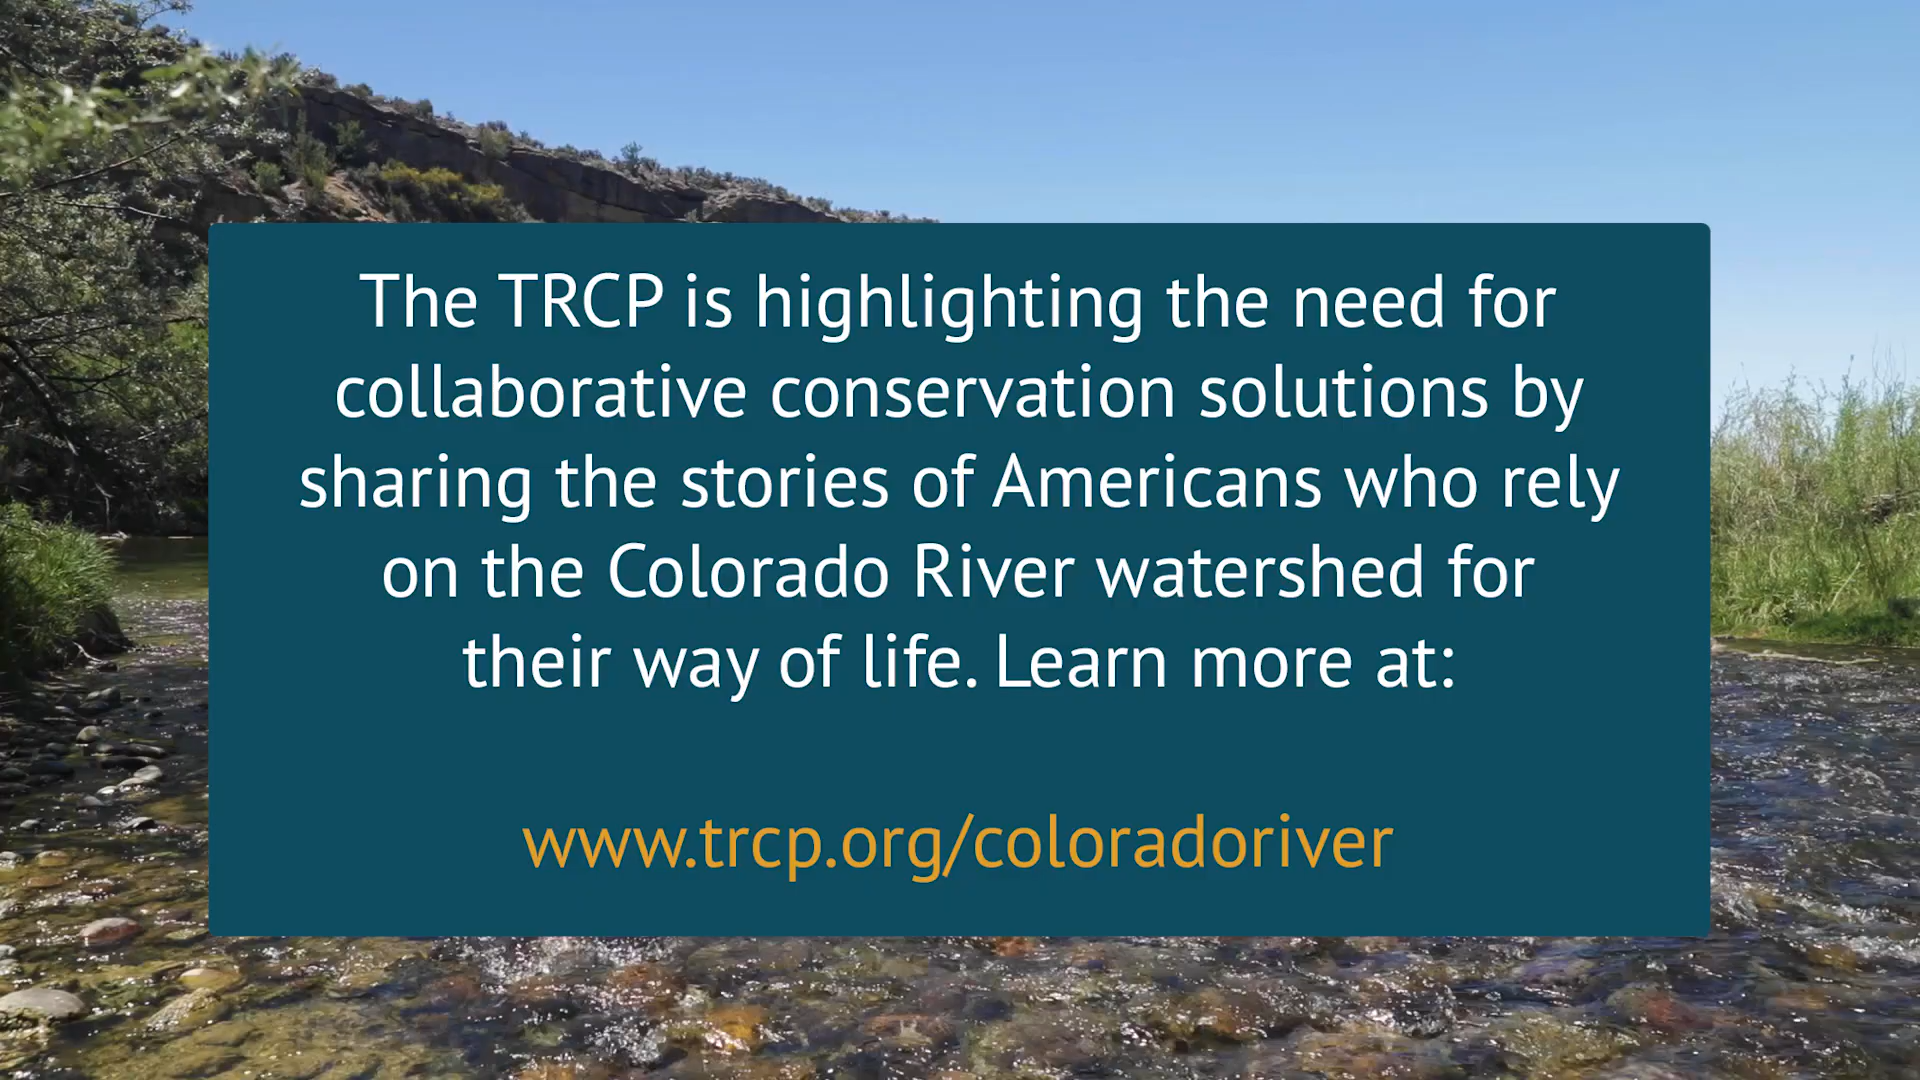 The TRCP is highlighting the need for
collaborative conservation solutions by
sharing the stories of Americans who rely
on the Colorado River watershed for
their way of life. Learn more at:
www.trcp.org/coloradoriver